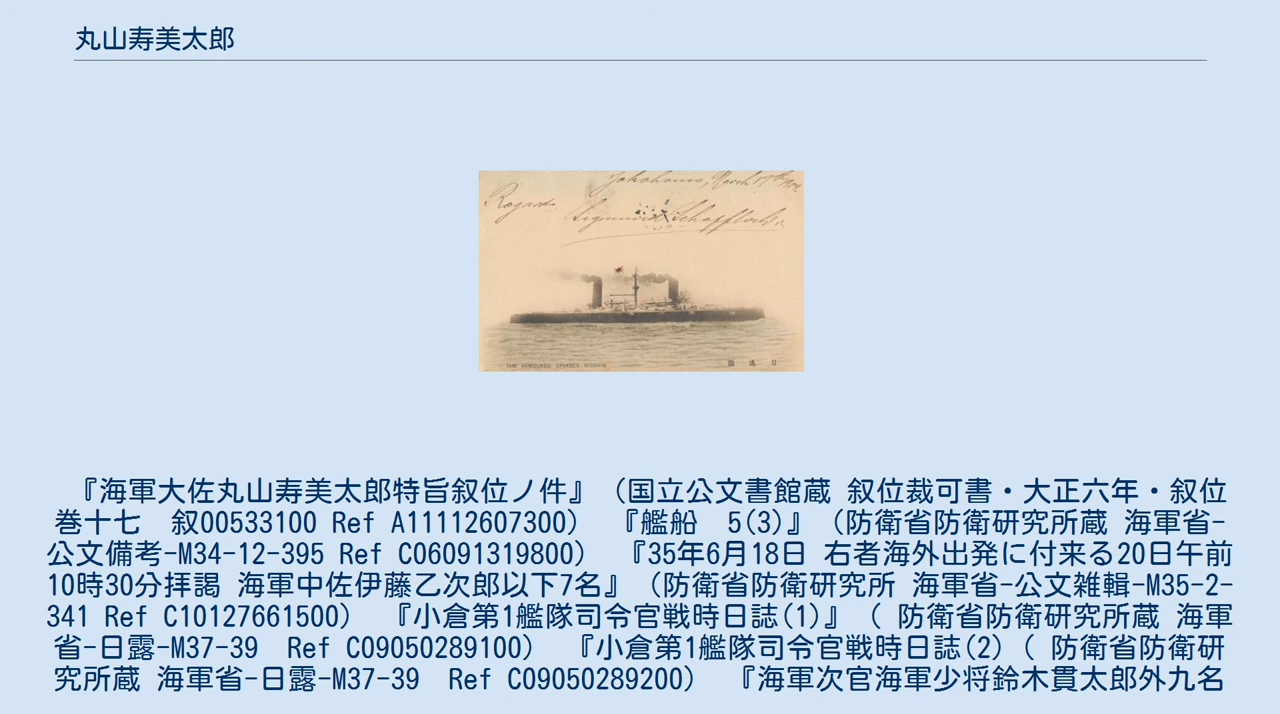 丸山寿美太郎
Yokohama, March 17th 1904
Regards.
THE ARMOURED CRUISER NISSHIN.
艦 進 日
『海軍大佐丸山寿美太郎特旨叙位ノ件』（国立公文書館蔵 叙位裁可書・大正六年・叙位
巻十七　叙00533100 Ref A11112607300）　『艦船　5(3)』（防衛省防衛研究所蔵 海軍省-
公文備考-M34-12-395 Ref C06091319800）　『35年6月18日 右者海外出発に付来る20日午前
10時30分拝謁 海軍中佐伊藤乙次郎以下7名』（防衛省防衛研究所 海軍省-公文雑輯-M35-2-
341 Ref C10127661500）　『小倉第1艦隊司令官戦時日誌(1)』（ 防衛省防衛研究所蔵 海軍
省-日露-M37-39　Ref C09050289100）　『小倉第1艦隊司令官戦時日誌(2)（ 防衛省防衛研
究所蔵 海軍省-日露-M37-39　Ref C09050289200）　『海軍次官海軍少将鈴木貫太郎外九名